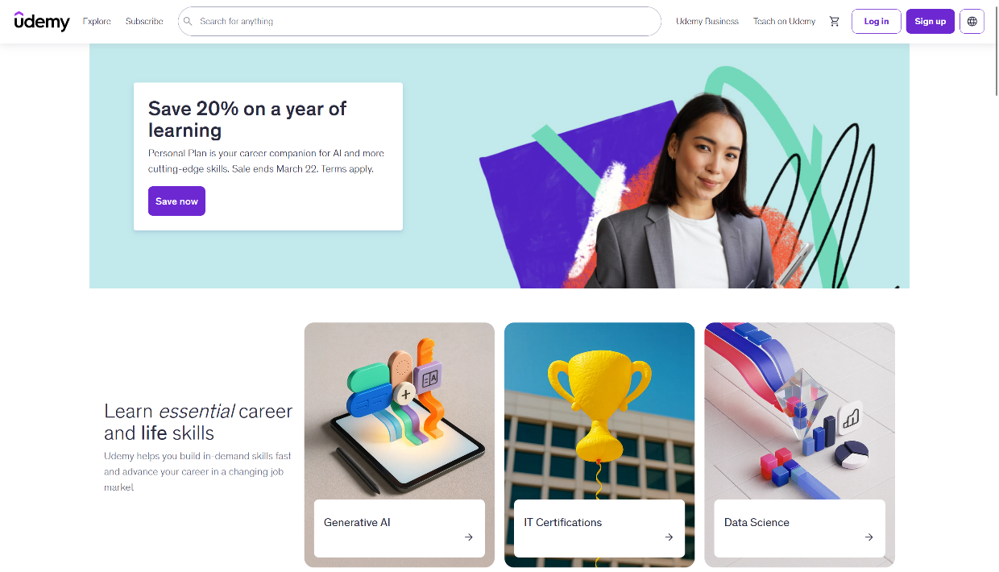 udemy
Explore
Subscribe
Search for anything
Udemy Business
Teach on Udemy
Log in
Sign up
Save 20% on a year of
learning
Personal Plan is your career companion for AI and more
cutting-edge skills. Sale ends March 22. Terms apply.
Save now
Learn essential career
and life skills
Udemy helps you build in-demand skills fast
and advance your career in a changing job
market
A
Generative AI
IT Certifications
Data Science